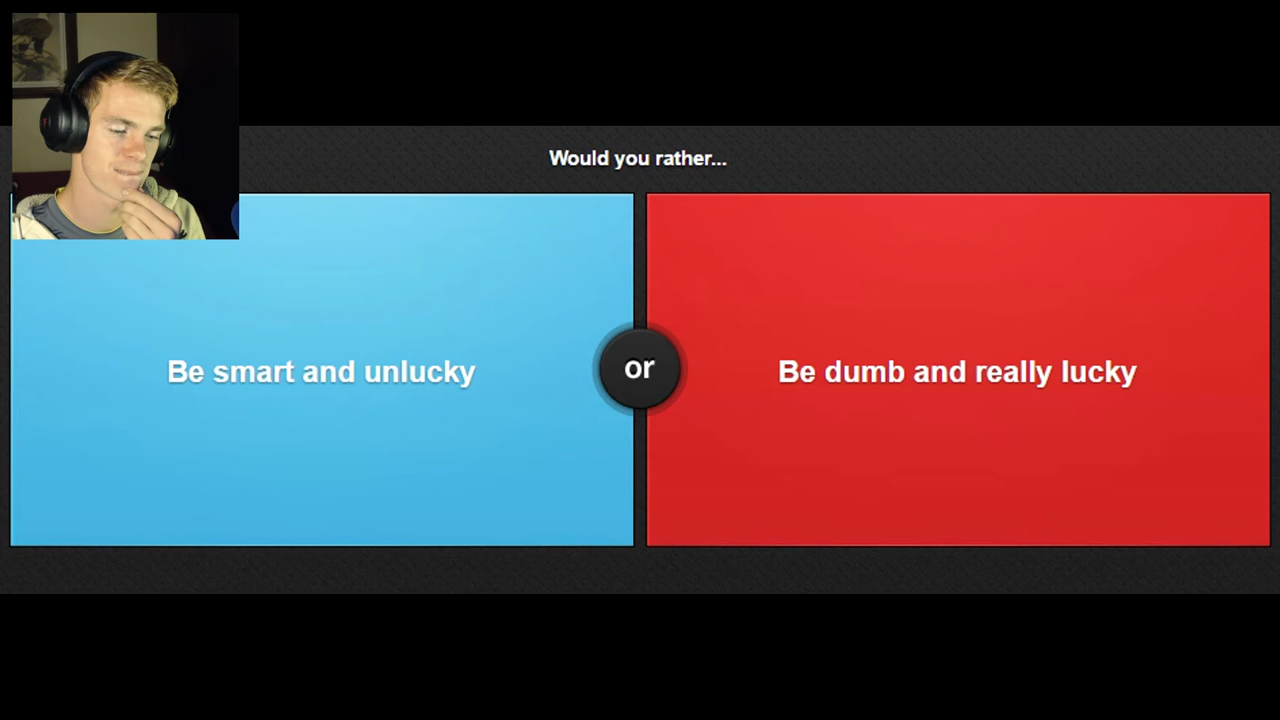 Would you rather...
Be smart and unlucky
or
Be dumb and really lucky